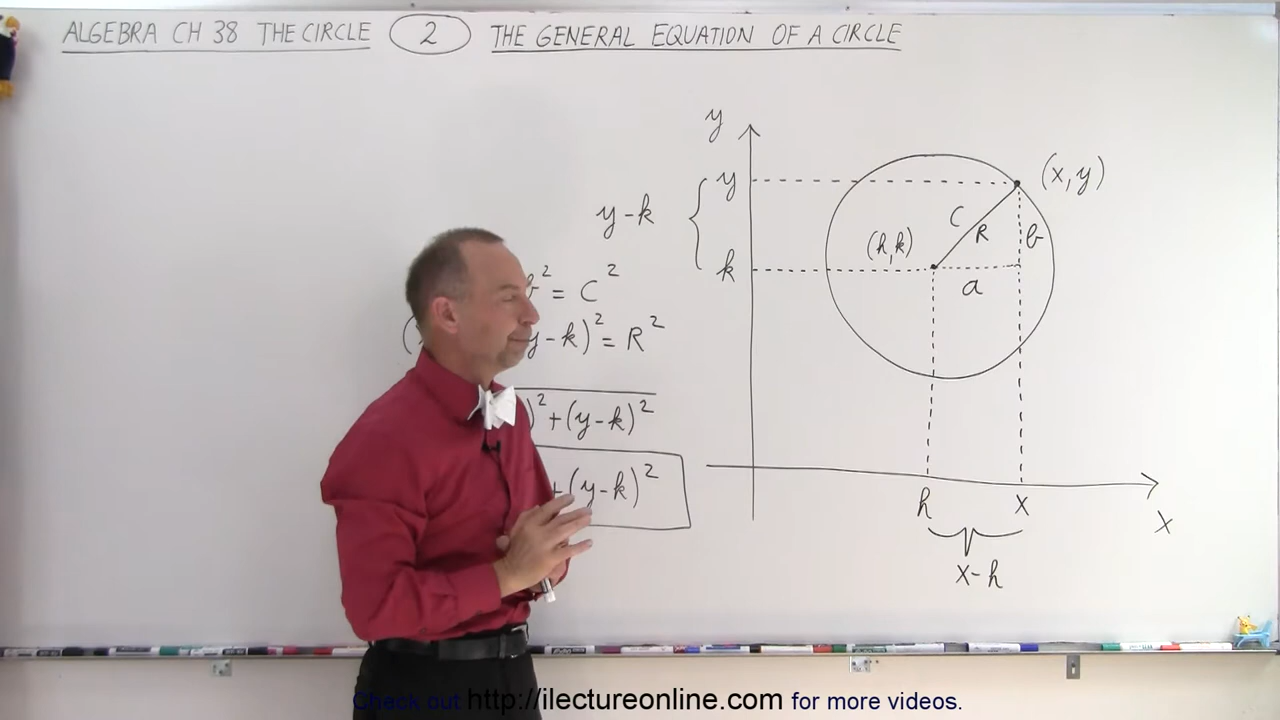 ALGEBRA CH 38 THE CIRCLE 2 THE GENERAL EQUATION OF A CIRCLE
b² = C²
( y-k)² = R²
)² + (y-k)²
+ (y-k)²
y
y
y-k
k
(x,y)
C
R
b
(h,k)
a
h
x
x
x-h
Check out http://ilectureonline.com for more videos.